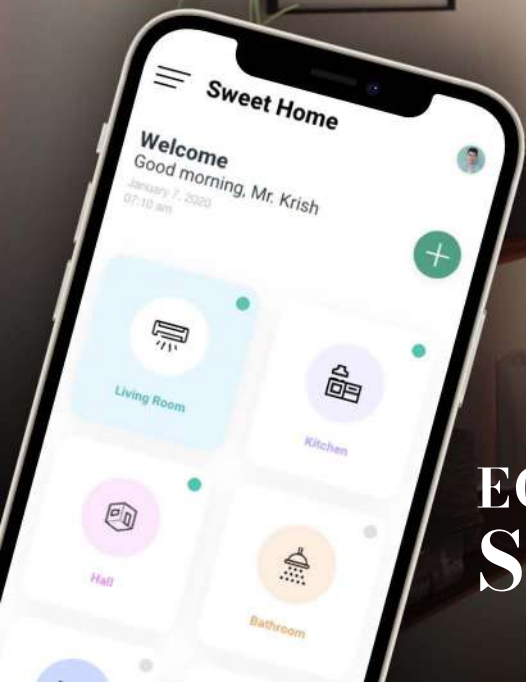 Sweet Home
Welcome
Good morning, Mr. Krish
January 7, 2020
07:10 am
Living Room
Kitchen
Hall
Bathroom